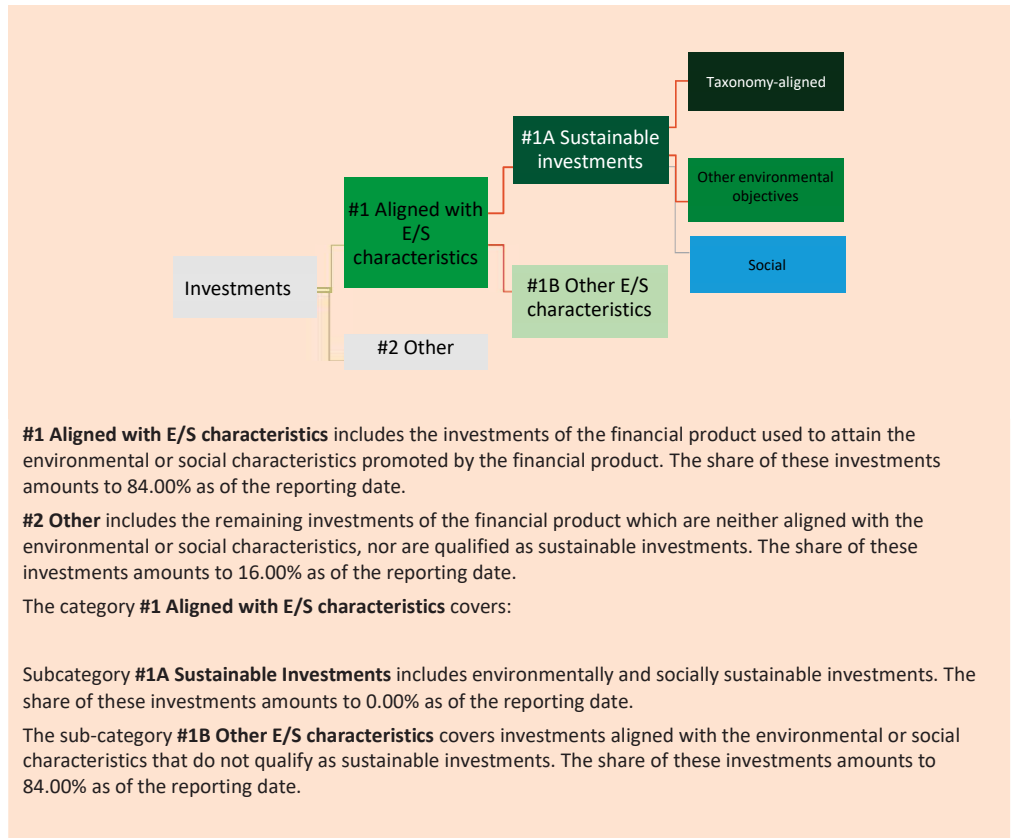 Taxonomy-aligned
#1A Sustainable
investments
Other environmental
objectives
#1 Aligned with
E/S
characteristics
Social
Investments
#1B Other E/S
characteristics
#2 Other
#1 Aligned with E/S characteristics includes the investments of the financial product used to attain the
environmental or social characteristics promoted by the financial product. The share of these investments
amounts to 84.00% as of the reporting date.
#2 Other includes the remaining investments of the financial product which are neither aligned with the
environmental or social characteristics, nor are qualified as sustainable investments. The share of these
investments amounts to 16.00% as of the reporting date.
The category #1 Aligned with E/S characteristics covers:
Subcategory #1A Sustainable Investments includes environmentally and socially sustainable investments. The
share of these investments amounts to 0.00% as of the reporting date.
The sub-category #1B Other E/S characteristics covers investments aligned with the environmental or social
characteristics that do not qualify as sustainable investments. The share of these investments amounts to
84.00% as of the reporting date.